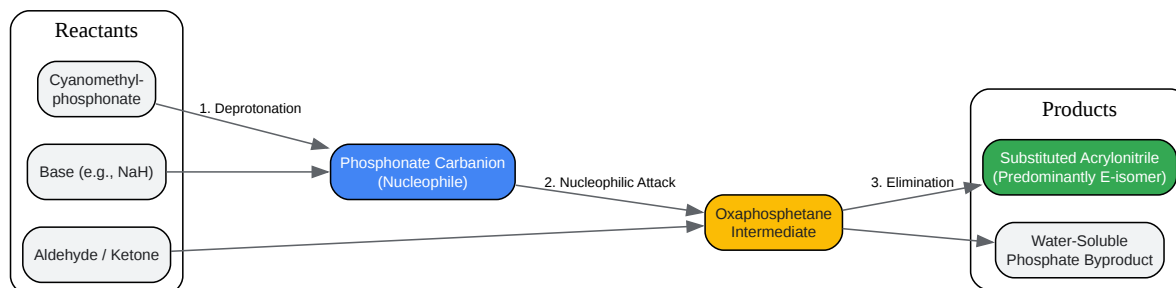 Reactants
Cyanomethyl-
phosphonate
Base (e.g., NaH)
Aldehyde / Ketone
1. Deprotonation
Phosphonate Carbanion
(Nucleophile)
2. Nucleophilic Attack
Oxaphosphetane
Intermediate
3. Elimination
Products
Substituted Acrylonitrile
(Predominantly E-isomer)
Water-Soluble
Phosphate Byproduct